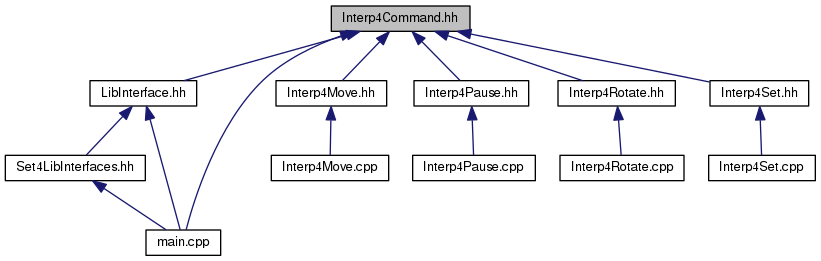 Interp4Command.hh
LibInterface.hh
Interp4Move.hh
Interp4Pause.hh
Interp4Rotate.hh
Interp4Set.hh
Set4LibInterfaces.hh
Interp4Move.cpp
Interp4Pause.cpp
Interp4Rotate.cpp
Interp4Set.cpp
main.cpp